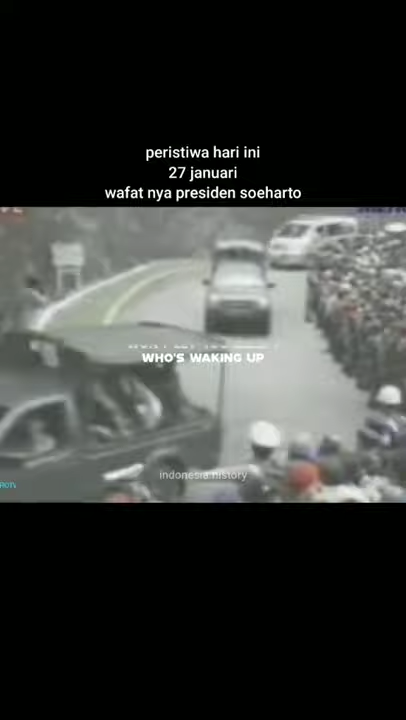 peristiwa hari ini
27 januari
wafat nya presiden soeharto
WHO'S WAKING UP
indonesia.history